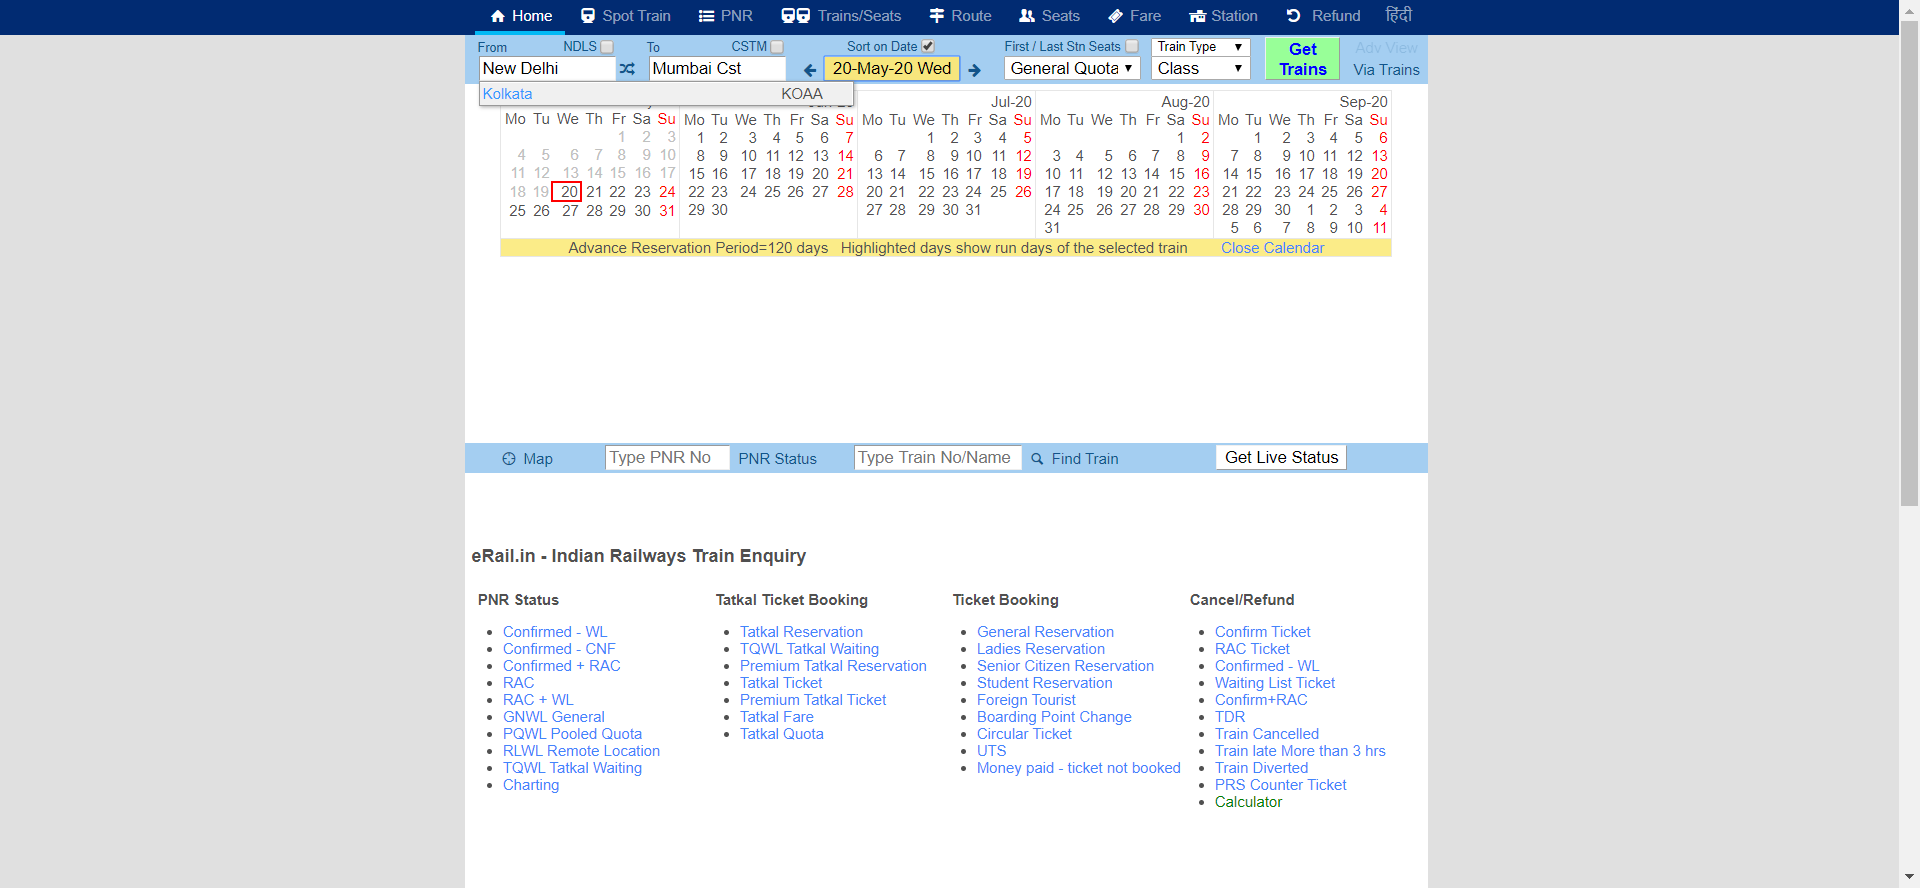 Home Spot Train PNR Trains/Seats Route Seats Fare Station Refund हिंदी
From NDLS To CSTM Sort on Date First / Last Stn Seats Train Type Get Trains Adv View
New Delhi Mumbai Cst 20-May-20 Wed General Quota Class Via Trains
Kolkata KOAA
Jul-20 Aug-20 Sep-20
Mo Tu We Th Fr Sa Su Mo Tu We Th Fr Sa Su Mo Tu We Th Fr Sa Su Mo Tu We Th Fr Sa Su Mo Tu We Th Fr Sa Su
1 2 3 1 2 3 4 5 6 7 1 2 3 4 5 1 2 1 2 3 4 5 6
4 5 6 7 8 9 10 8 9 10 11 12 13 14 6 7 8 9 10 11 12 3 4 5 6 7 8 9 7 8 9 10 11 12 13
11 12 13 14 15 16 17 15 16 17 18 19 20 21 13 14 15 16 17 18 19 10 11 12 13 14 15 16 14 15 16 17 18 19 20
18 19 20 21 22 23 24 22 23 24 25 26 27 28 20 21 22 23 24 25 26 17 18 19 20 21 22 23 21 22 23 24 25 26 27
25 26 27 28 29 30 31 29 30 27 28 29 30 31 24 25 26 27 28 29 30 28 29 30 1 2 3 4
31 5 6 7 8 9 10 11
Advance Reservation Period=120 days Highlighted days show run days of the selected train Close Calendar
Map Type PNR No PNR Status Type Train No/Name Find Train Get Live Status
eRail.in - Indian Railways Train Enquiry
PNR Status
Confirmed - WL
Confirmed - CNF
Confirmed + RAC
RAC
RAC + WL
GNWL General
PQWL Pooled Quota
RLWL Remote Location
TQWL Tatkal Waiting
Charting
Tatkal Ticket Booking
Tatkal Reservation
TQWL Tatkal Waiting
Premium Tatkal Reservation
Tatkal Ticket
Premium Tatkal Ticket
Tatkal Fare
Tatkal Quota
Ticket Booking
General Reservation
Ladies Reservation
Senior Citizen Reservation
Student Reservation
Foreign Tourist
Boarding Point Change
Circular Ticket
UTS
Money paid - ticket not booked
Cancel/Refund
Confirm Ticket
RAC Ticket
Confirmed - WL
Waiting List Ticket
Confirm+RAC
TDR
Train Cancelled
Train late More than 3 hrs
Train Diverted
PRS Counter Ticket
Calculator